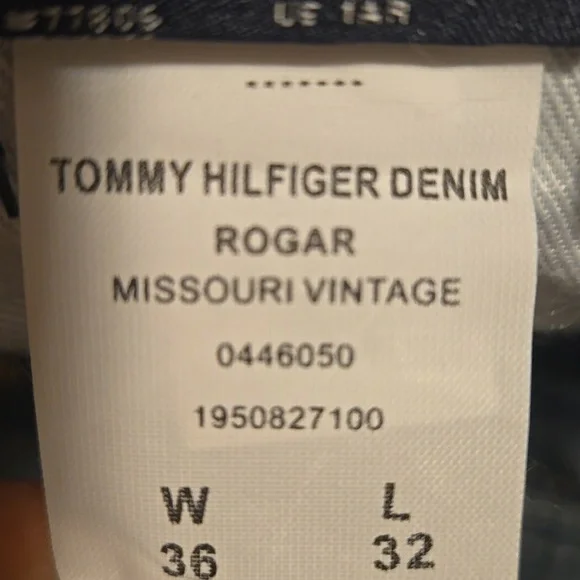 TOMMY HILFIGER DENIM
ROGAR
MISSOURI VINTAGE
0446050
1950827100
W L
36 32